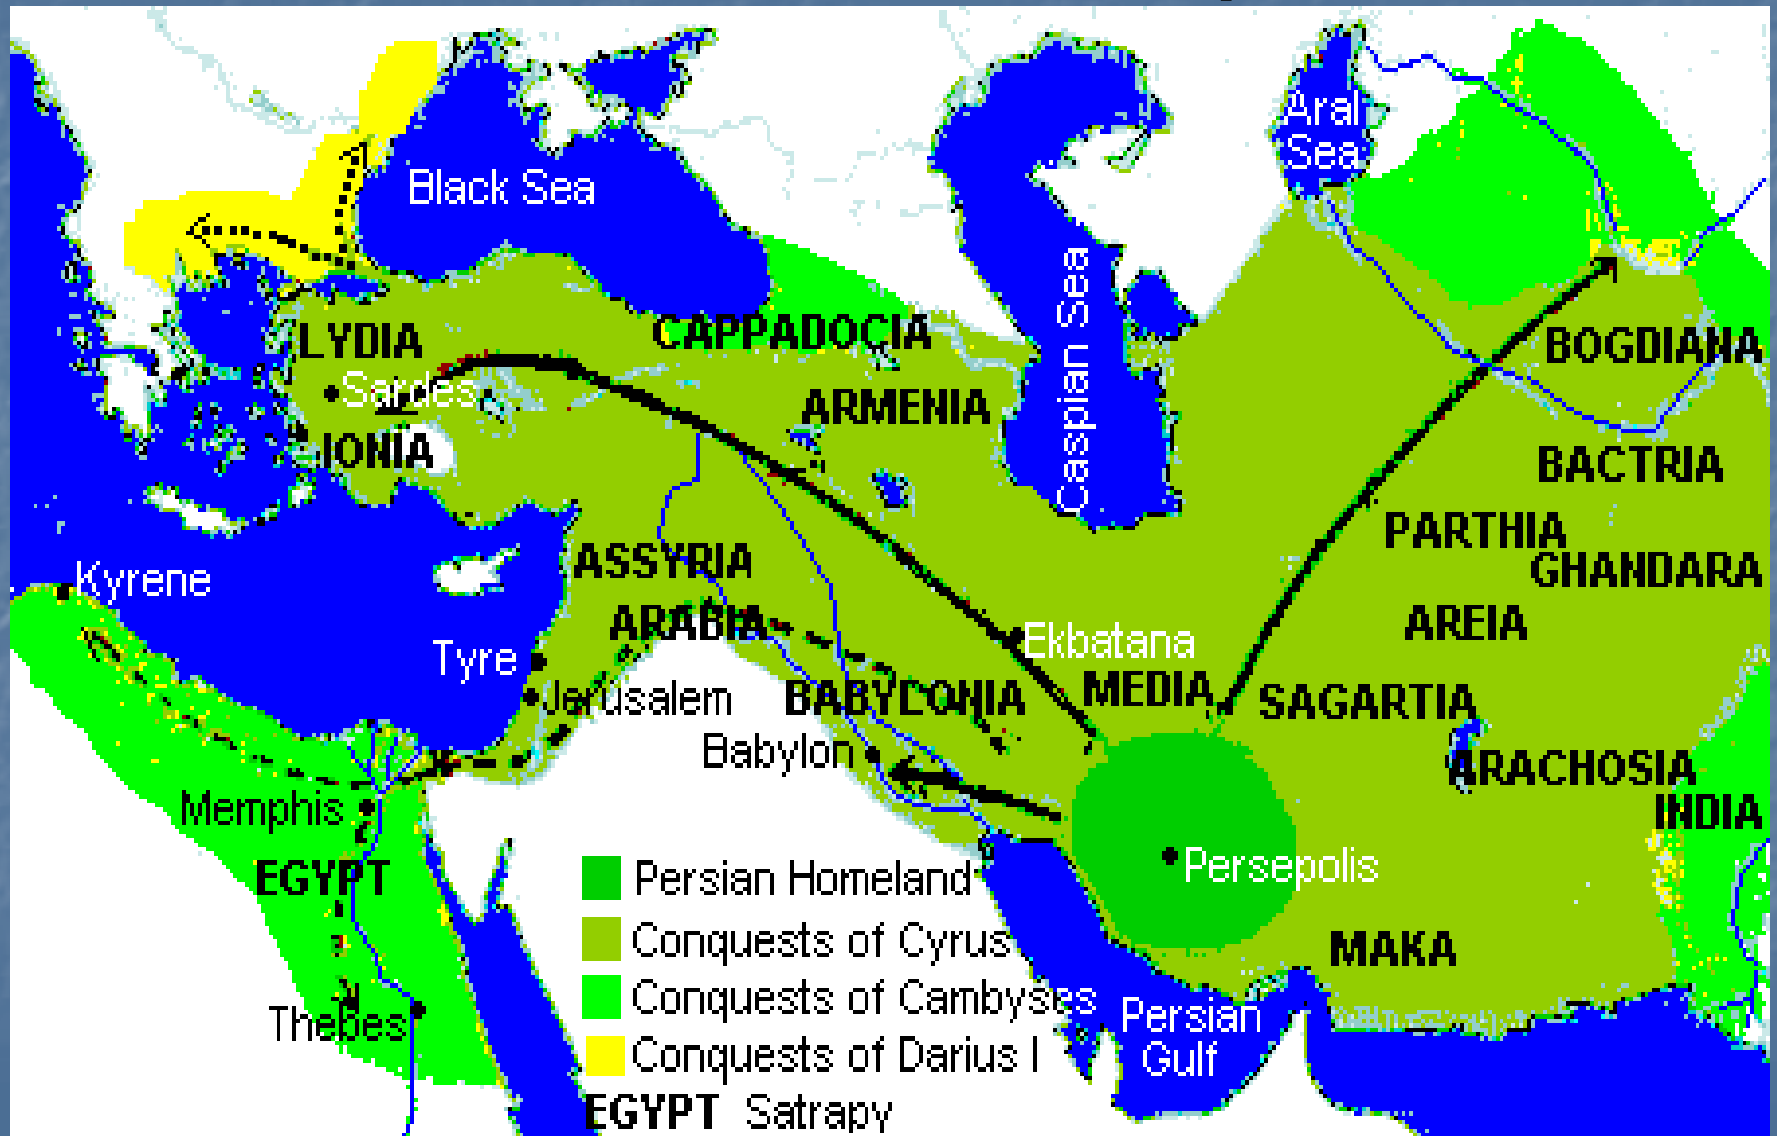 Aral
Sea
Black Sea
Caspian Sea
LYDIA
CAPPADOCIA
BOGDIANA
Sardes
ARMENIA
IONIA
BACTRIA
PARTHIA
ASSYRIA
GHANDARA
Kyrene
ARABIA
AREIA
Ekbatana
Tyre
MEDIA
Jerusalem
BABYLONIA
SAGARTIA
Babylon
ARACHOSIA
Memphis
INDIA
EGYPT
Persepolis
MAKA
Thebes
Persian
Gulf
Persian Homeland
Conquests of Cyrus
Conquests of Cambyses
Conquests of Darius I
EGYPT Satrapy